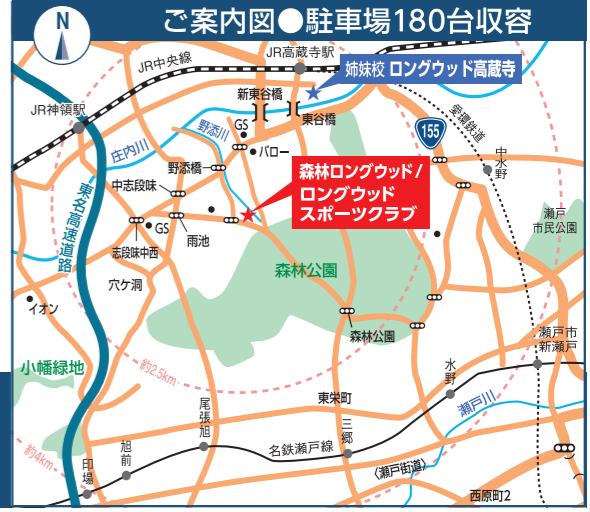 ご案内図●駐車場180台収容
N
JR高蔵寺駅
JR中央線
姉妹校 ロングウッド高蔵寺
新東谷橋
JR神領駅
東谷橋
GS
野添川
155
愛環鉄道
庄内川
バロー
中水野
野添橋
森林ロングウッド/
ロングウッド
スポーツクラブ
中志段味
東名高速道路
GS
雨池
瀬戸
市民公園
志段味中西
穴ケ洞
森林公園
イオン
森林公園
瀬戸市
新瀬戸
小幡緑地
約2.5km
水野
東栄町
瀬戸川
尾張旭
三郷
名鉄瀬戸線
旭前
約4km
印場
(瀬戸街道)
西原町2